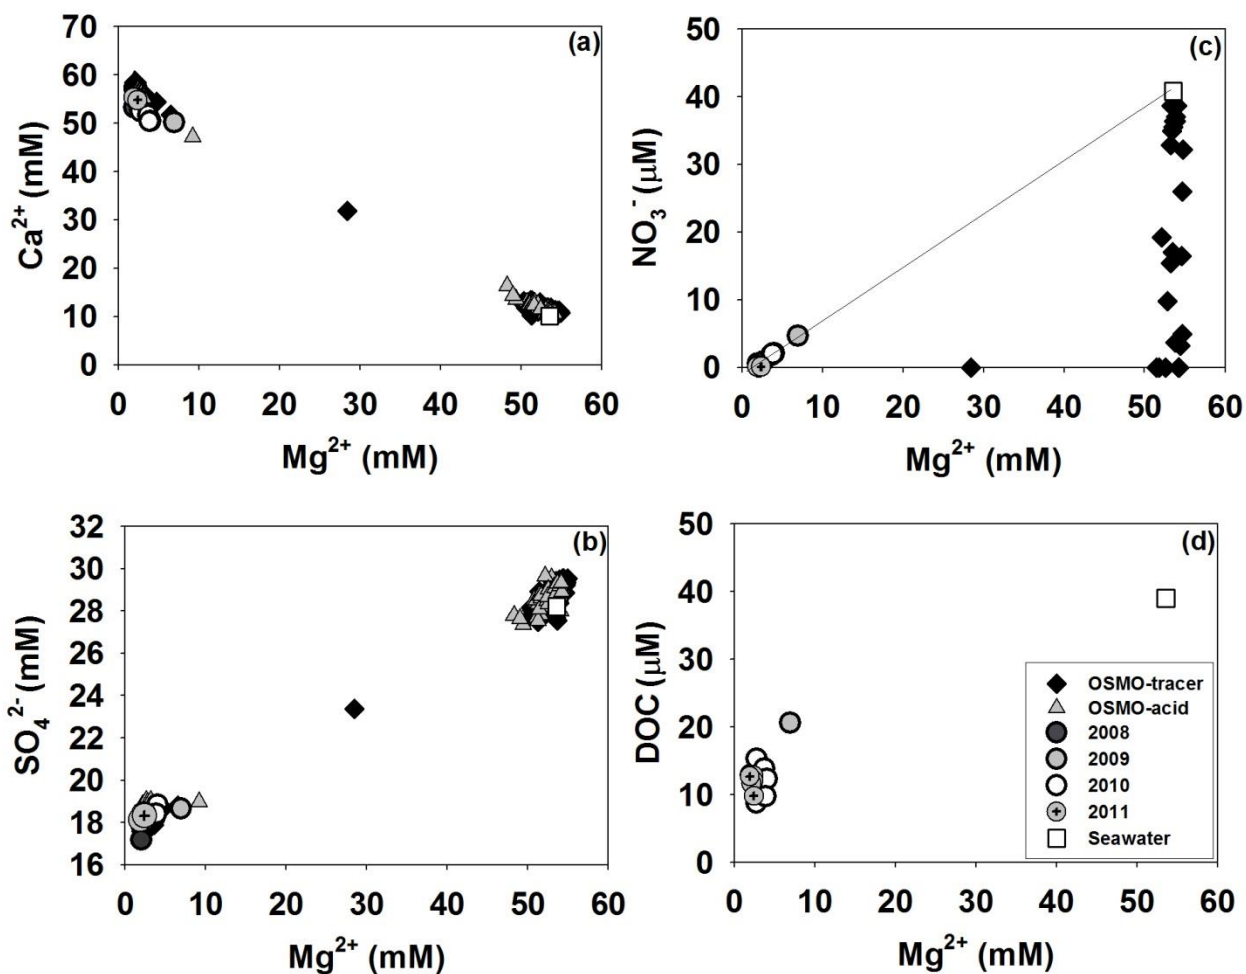 (a)
70
60
50
40
30
20
10
0
Ca²⁺ (mM)
0 10 20 30 40 50 60
Mg²⁺ (mM)
(c)
50
40
30
20
10
0
NO₃⁻ (μM)
0 10 20 30 40 50 60
Mg²⁺ (mM)
(b)
32
30
28
26
24
22
20
18
16
SO₄²⁻ (mM)
0 10 20 30 40 50 60
Mg²⁺ (mM)
(d)
50
40
30
20
10
0
DOC (μM)
OSMO-tracer
OSMO-acid
2008
2009
2010
2011
Seawater
0 10 20 30 40 50 60
Mg²⁺ (mM)